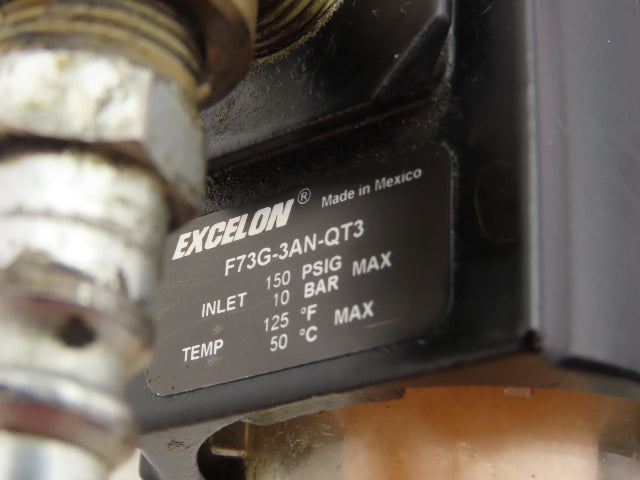 EXCELON® Made in Mexico
F73G-3AN-QT3
INLET 150 PSIG MAX
10 BAR
TEMP 125 °F MAX
50 °C